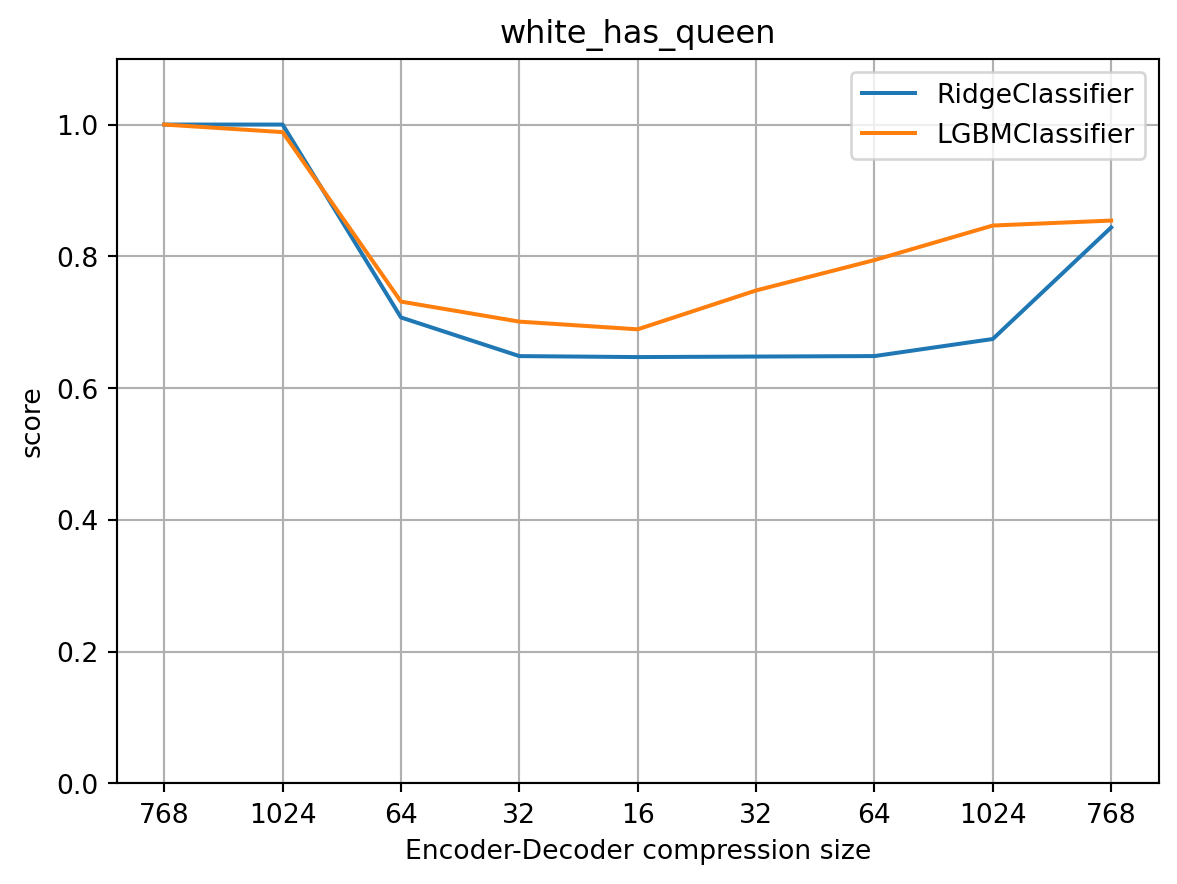 white_has_queen
RidgeClassifier
LGBMClassifier
1.0
0.8
0.6
0.4
0.2
0.0
score
768 1024 64 32 16 32 64 1024 768
Encoder-Decoder compression size